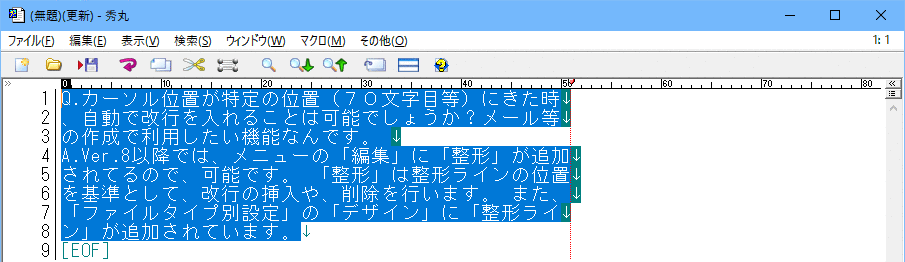 (無題)(更新) - 秀丸
ファイル(F) 編集(E) 表示(V) 検索(S) ウィンドウ(W) マクロ(M) その他(O) 1: 1
0 10 20 30 40 50 60 70 80
1 Q.カーソル位置が特定の位置(70文字目等)にきた時↓
2 、自動で改行を入れることは可能でしょうか?メール等↓
3 の作成で利用したい機能なんです。 ↓
4 A.Ver.8以降では、メニューの「編集」に「整形」が追加↓
5 されてるので、可能です。 「整形」は整形ラインの位置↓
6 を基準として、改行の挿入や、削除を行います。 また、↓
7 「ファイルタイプ別設定」の「デザイン」に「整形ライ↓
8 ン」が追加されています。↓
9 [EOF]